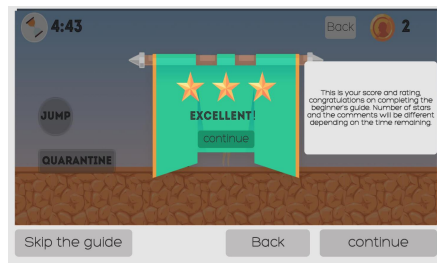 4:43
Back
2
This is your score and rating,
congratulations on completing the
beginner's guide. Number of stars
and the comments will be different
depending on the time remaining.
JUMP
EXCELLENT!
continue
QUARANTINE
Skip the guide
Back
continue